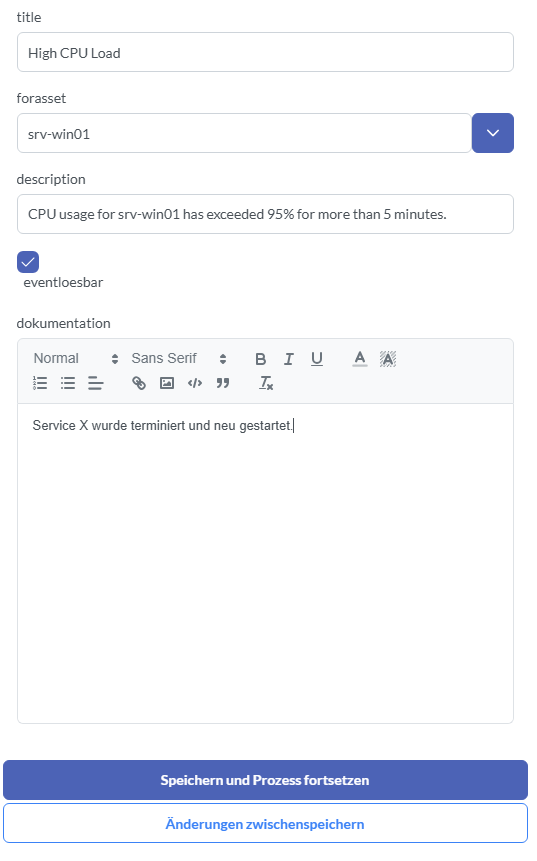 title
High CPU Load
forasset
srv-win01
description
CPU usage for srv-win01 has exceeded 95% for more than 5 minutes.
eventloesbar
dokumentation
Normal Sans Serif B I U A A
Service X wurde terminiert und neu gestartet.
Speichern und Prozess fortsetzen
Änderungen zwischenspeichern